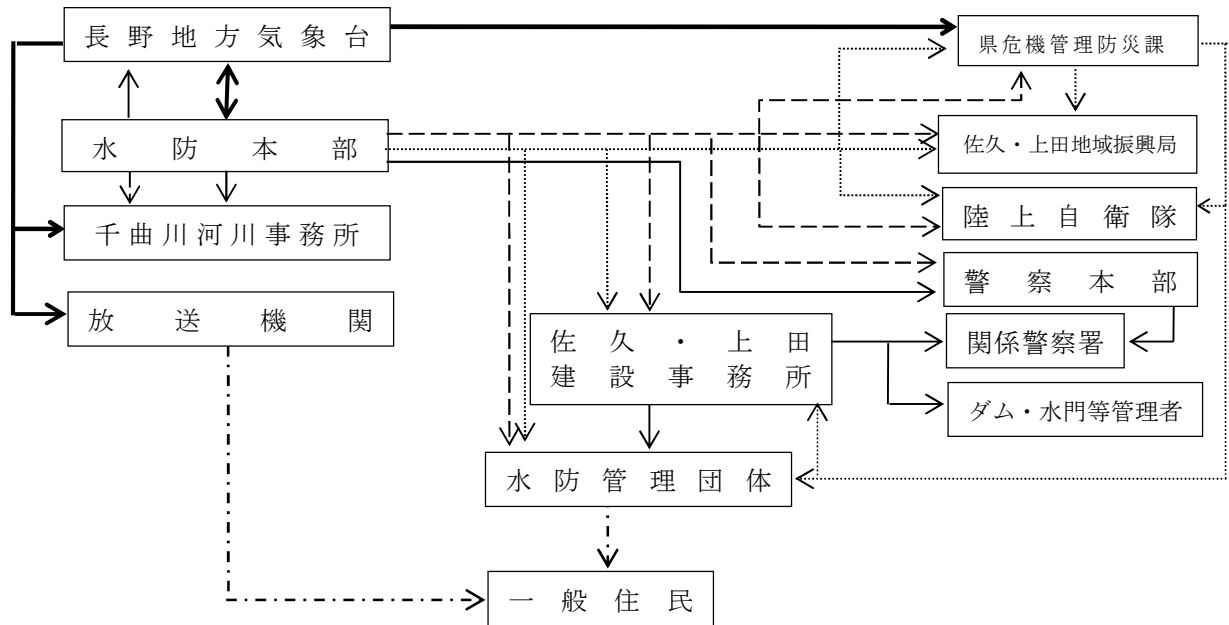 長野地方気象台
県危機管理防災課
水防本部
佐久・上田地域振興局
千曲川河川事務所
陸上自衛隊
警察本部
放送機関
佐久・上田
建設事務所
関係警察署
ダム・水門等管理者
水防管理団体
一般住民